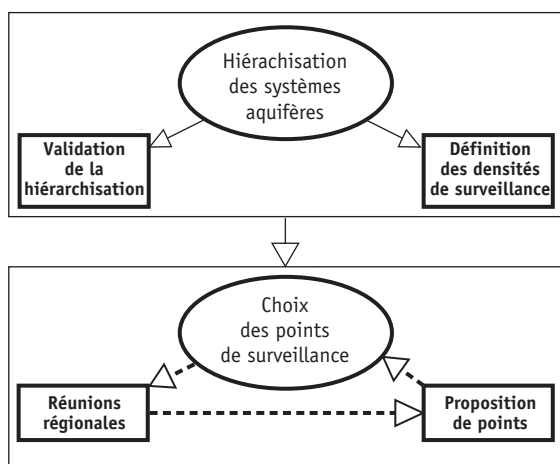 Hiérachisation
des systèmes
aquifères
Validation
de la
hiérarchisation
Définition
des densités
de surveillance
Choix
des points
de surveillance
Réunions
régionales
Proposition
de points